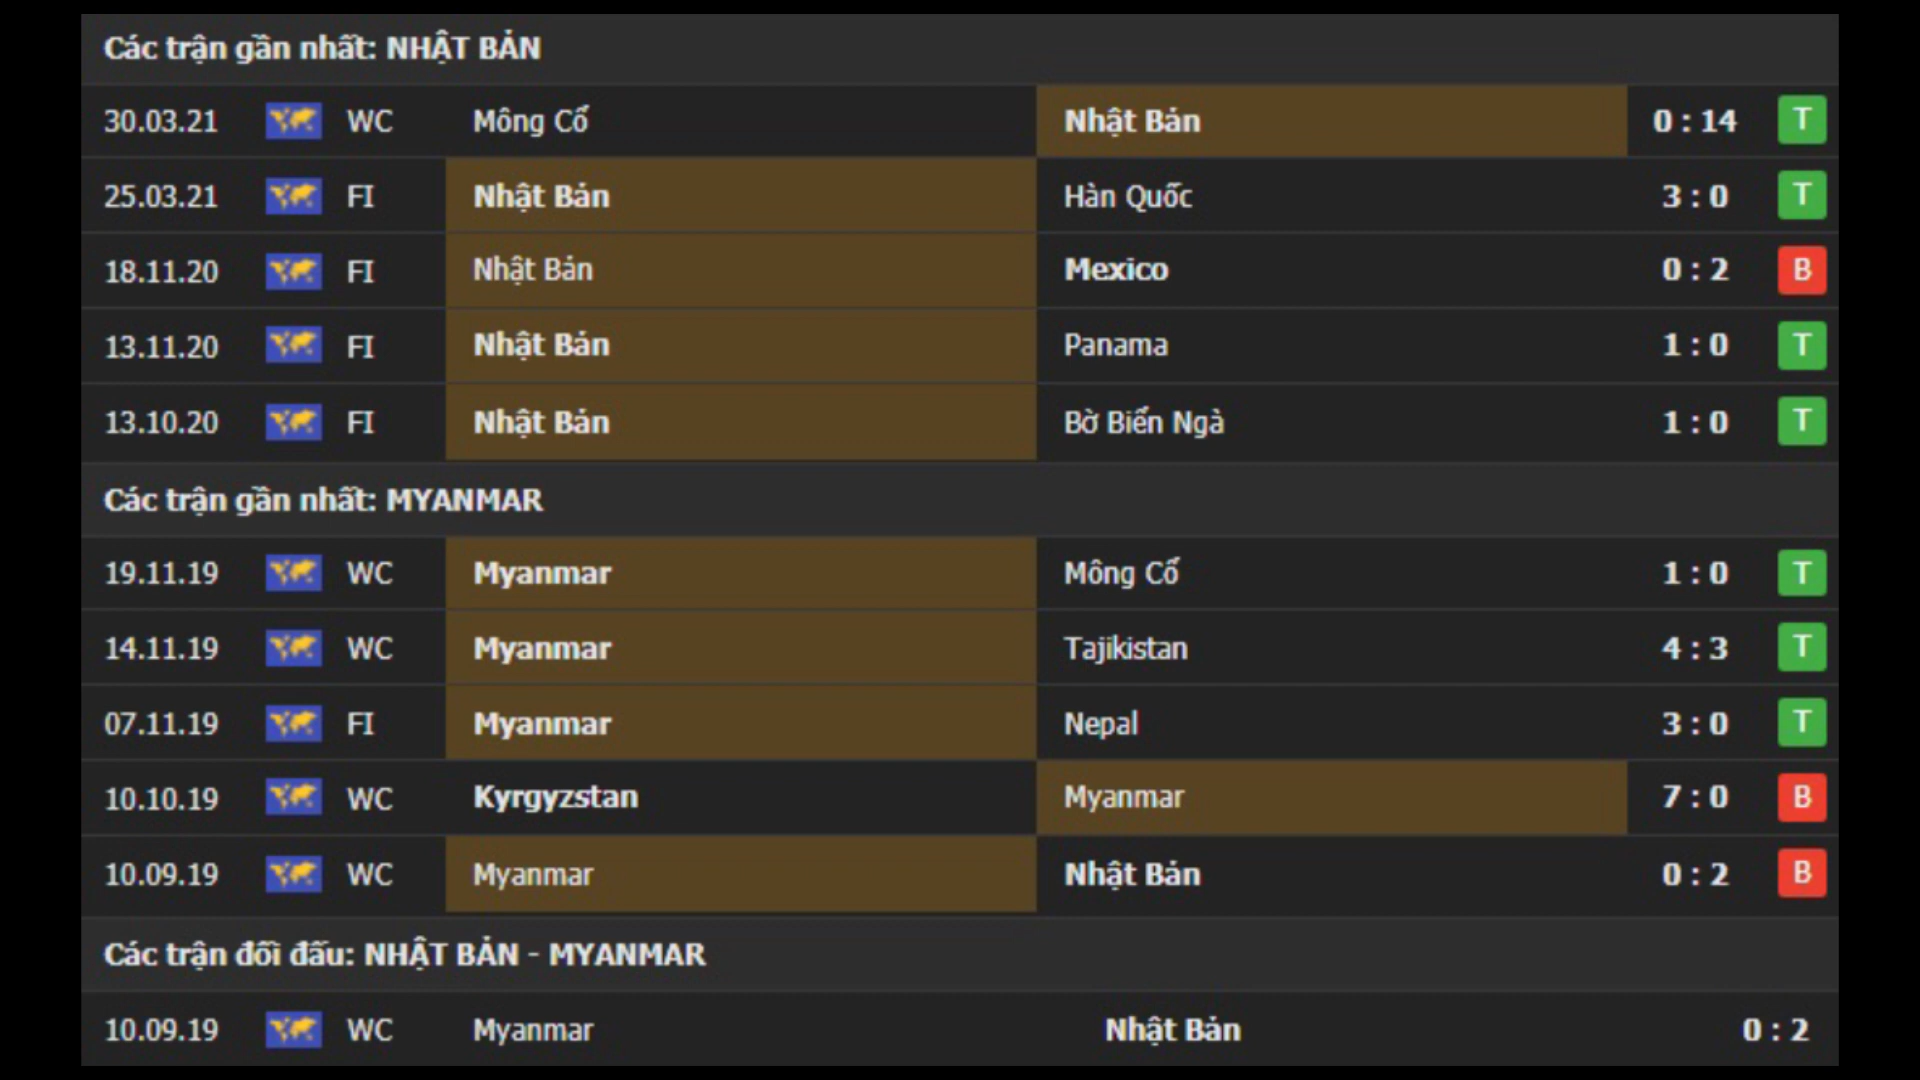 Các trận gần nhất: NHẬT BẢN
30.03.21 WC Mông Cổ Nhật Bản 0 : 14 T
25.03.21 FI Nhật Bản Hàn Quốc 3 : 0 T
18.11.20 FI Nhật Bản Mexico 0 : 2 B
13.11.20 FI Nhật Bản Panama 1 : 0 T
13.10.20 FI Nhật Bản Bờ Biển Ngà 1 : 0 T
Các trận gần nhất: MYANMAR
19.11.19 WC Myanmar Mông Cổ 1 : 0 T
14.11.19 WC Myanmar Tajikistan 4 : 3 T
07.11.19 FI Myanmar Nepal 3 : 0 T
10.10.19 WC Kyrgyzstan Myanmar 7 : 0 B
10.09.19 WC Myanmar Nhật Bản 0 : 2 B
Các trận đối đấu: NHẬT BẢN - MYANMAR
10.09.19 WC Myanmar Nhật Bản 0 : 2